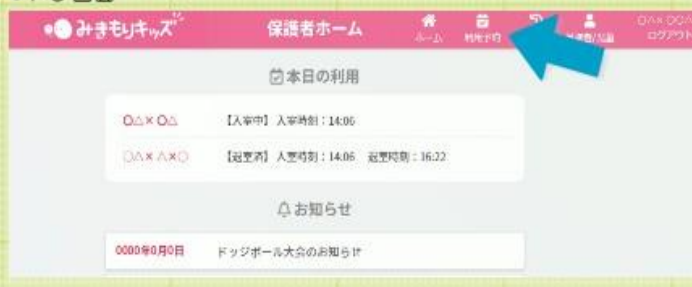 みまもりキッズ 保護者ホーム ホーム 利用予約 ログアウト
本日の利用
○△×○△ 【入室中】入室時刻：14:06
○△×△×○ 【退室済】入室時刻：14:06 退室時刻：16:22
お知らせ
0000年0月0日 ドッジボール大会のお知らせ